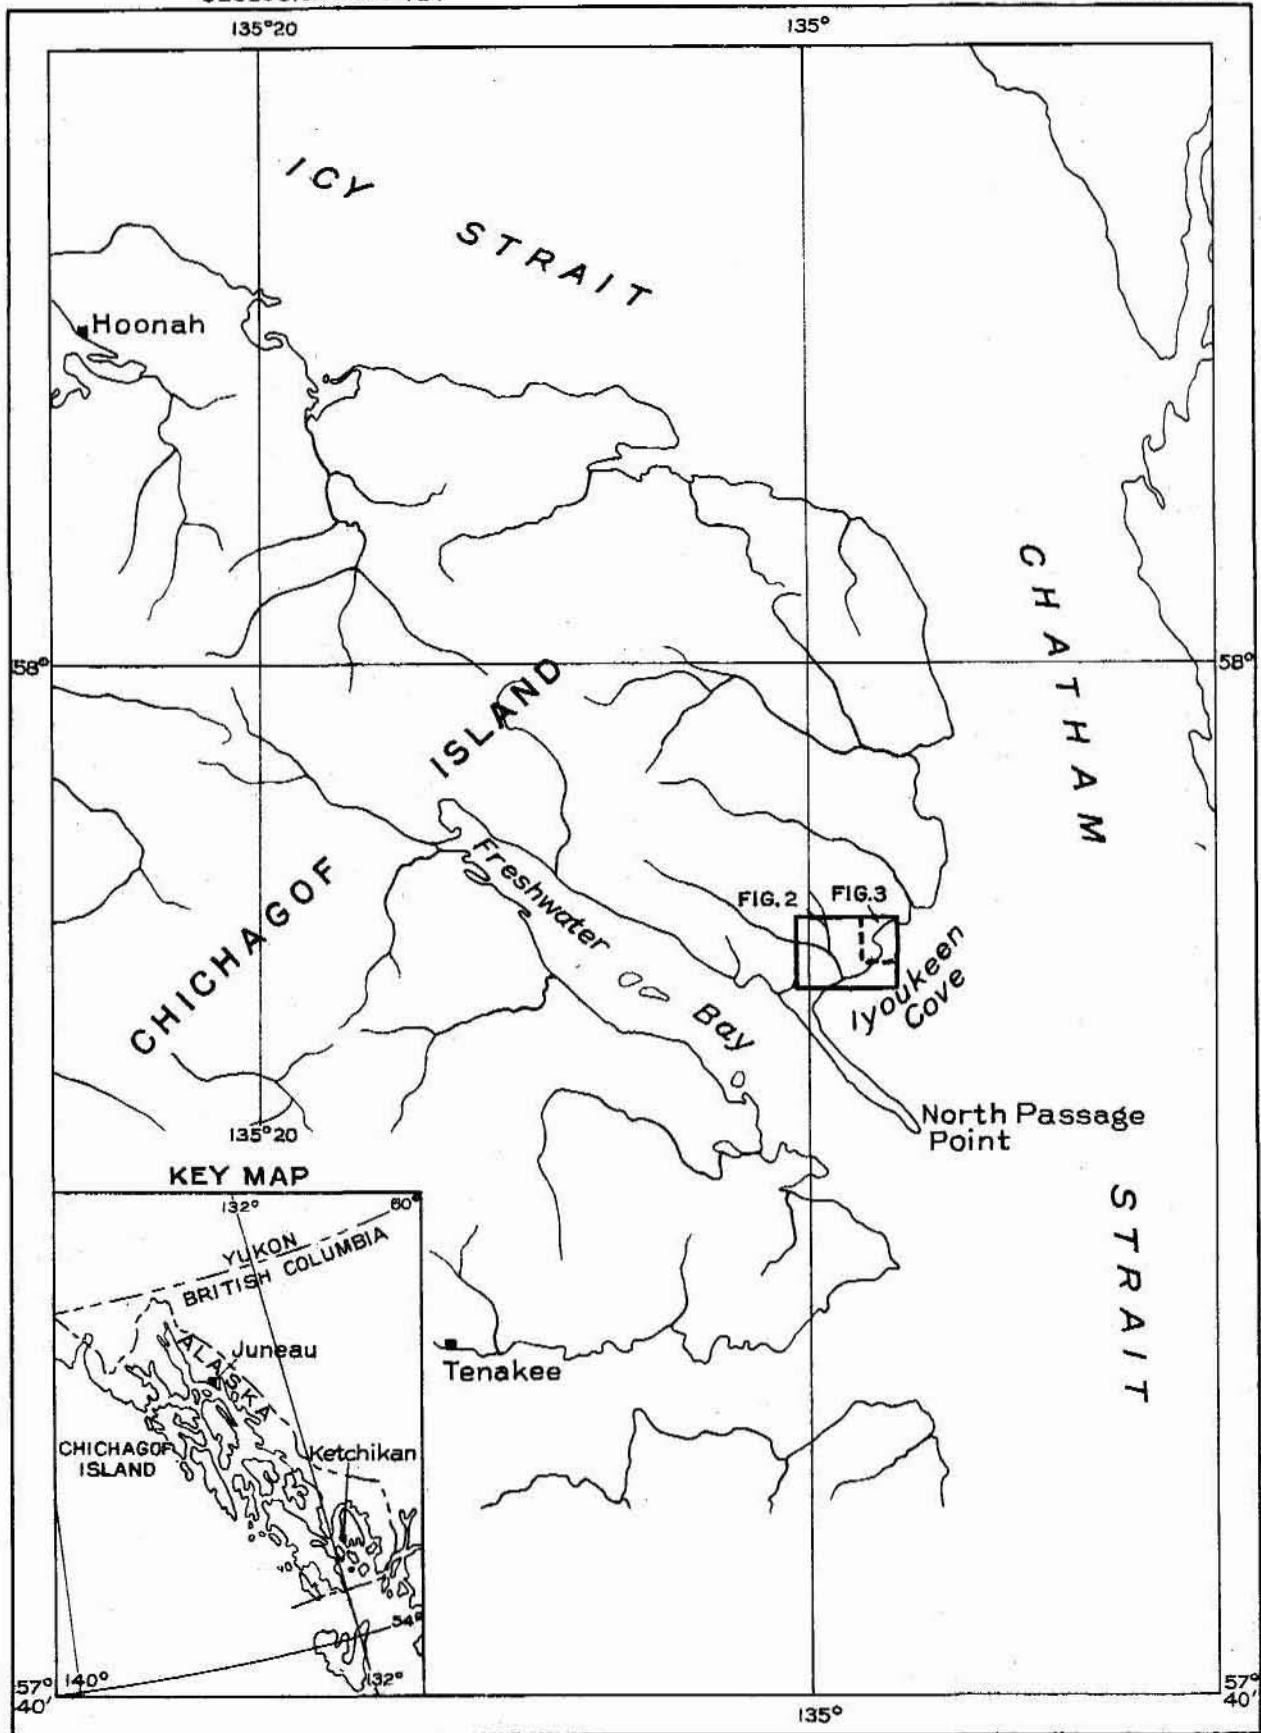 135°20
135°
ICY
STRAIT
Hoonah
CHATHAM
58°
58°
ISLAND
CHICHAGOF
Freshwater
Bay
FIG. 2
FIG.3
Iyoukeen
Cove
North Passage
Point
135°20
STRAIT
KEY MAP
132°
60°
YUKON
BRITISH COLUMBIA
ALASKA
Juneau
CHICHAGOF
ISLAND
Ketchikan
54°
140°
132°
Tenakee
57°
40'
57°
40'
135°